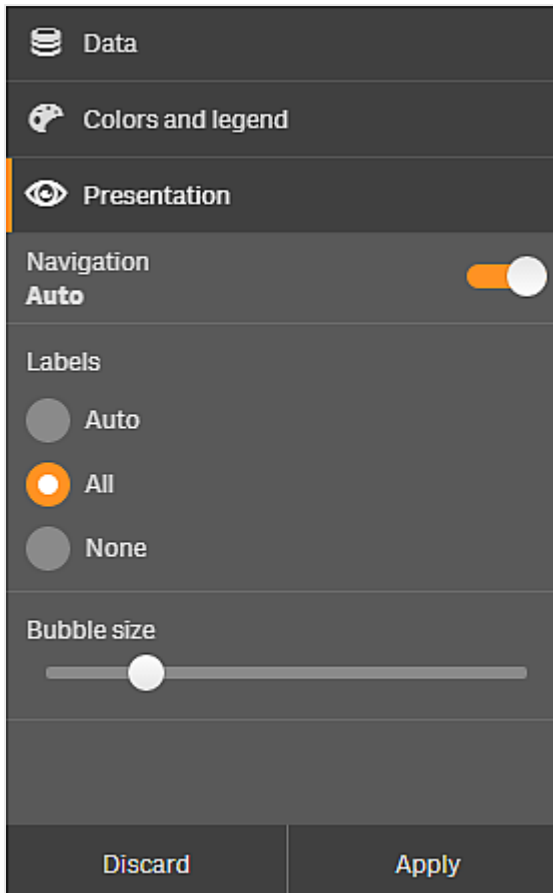 Data
Colors and legend
Presentation
Navigation
Auto
Labels
Auto
All
None
Bubble size
Discard
Apply